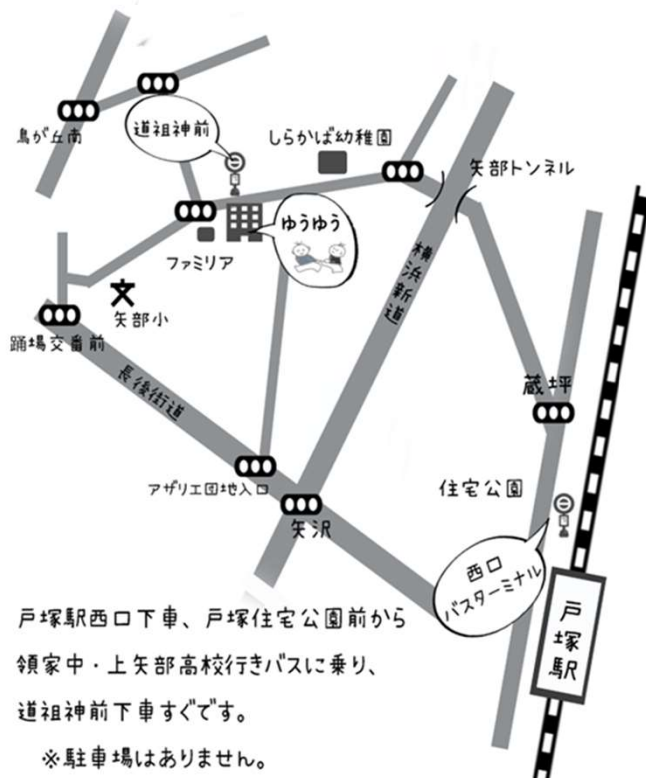 鳥が丘南
道祖神前
しらかば幼稚園
矢部トンネル
ゆうゆう
ファミリア
横浜新道
文
矢部小
踊場交番前
長後街道
蔵坪
アザリエ団地入口
住宅公園
矢沢
西口
バスターミナル
戸塚駅
戸塚駅西口下車、戸塚住宅公園前から
領家中・上矢部高校行きバスに乗り、
道祖神前下車すぐです。
※駐車場はありません。